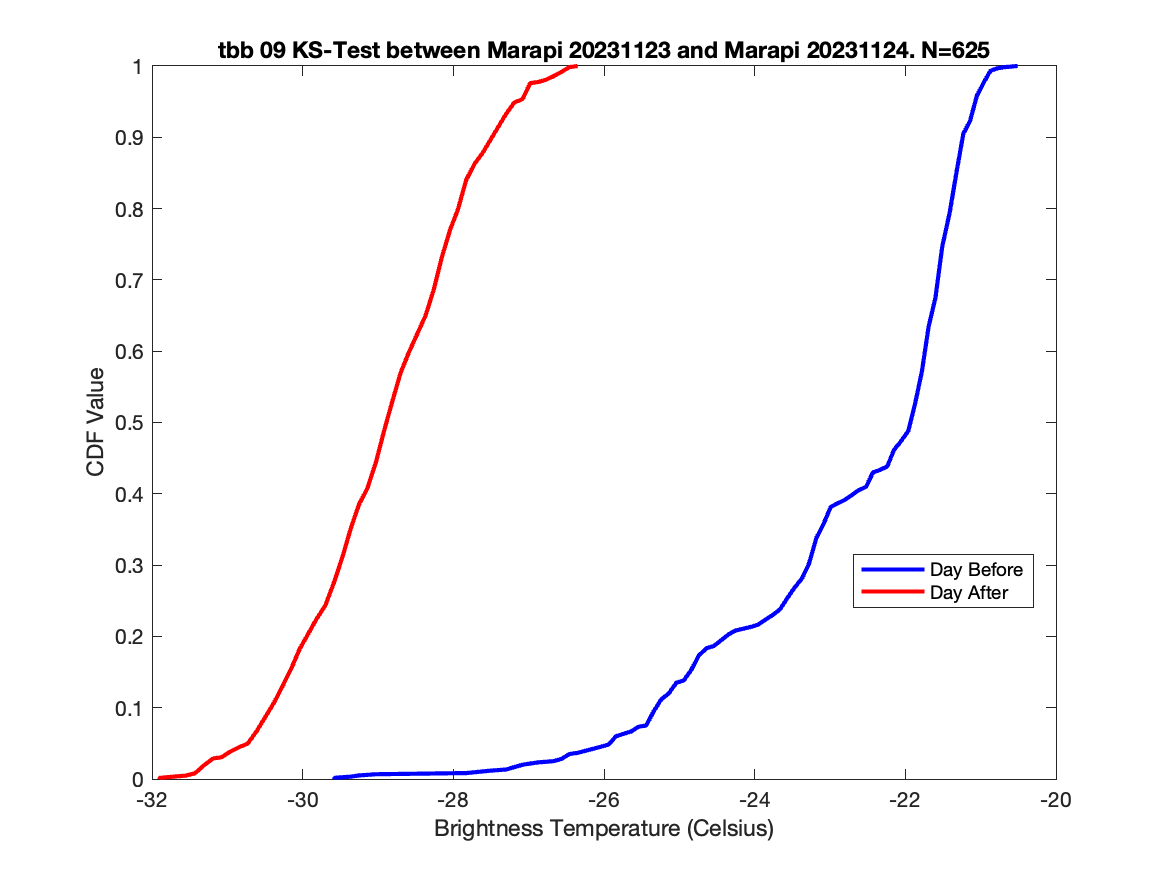 tbb 09 KS-Test between Marapi 20231123 and Marapi 20231124. N=625
1
0.9
0.8
0.7
0.6
0.5
0.4
0.3
0.2
0.1
0
CDF Value
Day Before
Day After
-32 -30 -28 -26 -24 -22 -20
Brightness Temperature (Celsius)